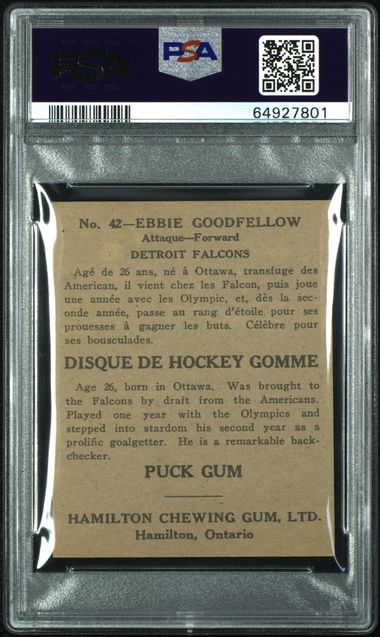 PSA
PSA
64927801
No. 42—EBBIE GOODFELLOW
Attaque—Forward
DETROIT FALCONS
Agé de 26 ans, né à Ottawa, transfuge des
American, il vient chez les Falcon, puis joue
une année avec les Olympic, et, dès la sec-
onde année, passe au rang d'étoile pour ses
prouesses à gagner les buts. Célèbre pour
ses bousculades.
DISQUE DE HOCKEY GOMME
Age 26, born in Ottawa. Was brought to
the Falcons by draft from the Americans.
Played one year with the Olympics and
stepped into stardom his second year as a
prolific goalgetter. He is a remarkable back-
checker.
PUCK GUM
HAMILTON CHEWING GUM, LTD.
Hamilton, Ontario